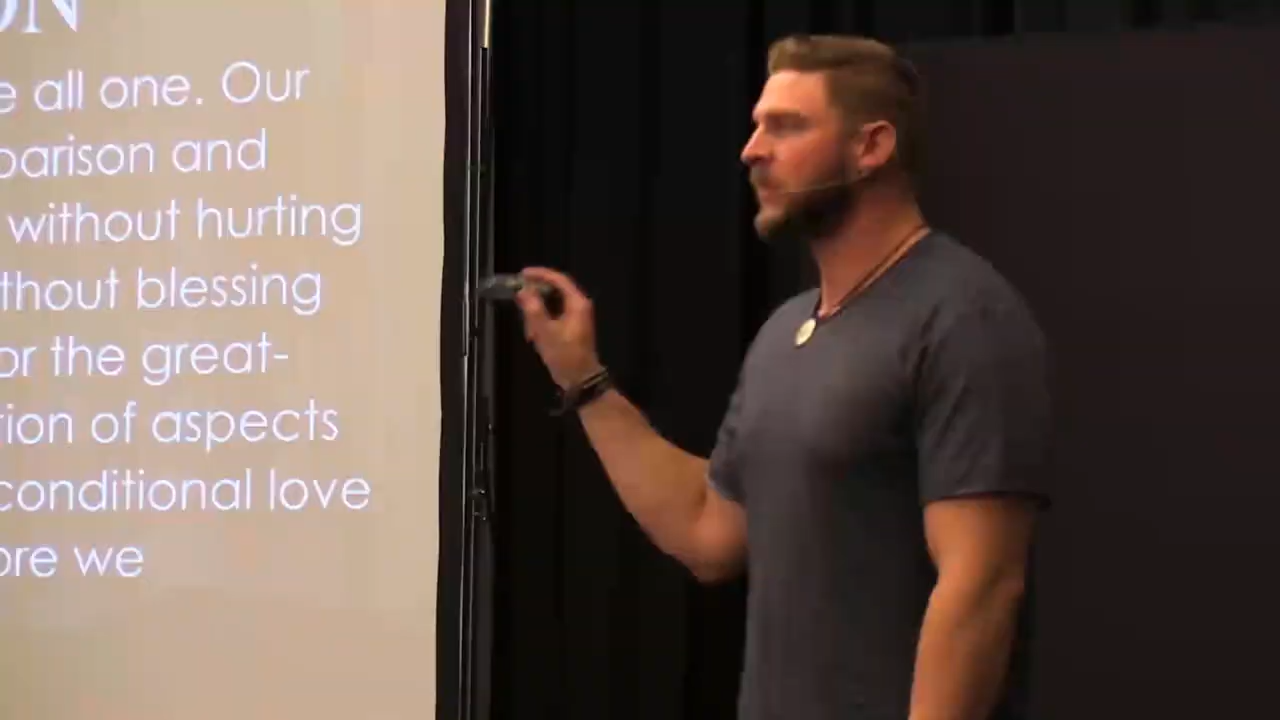 ON
e all one. Our
parison and
without hurting
thout blessing
or the great-
tion of aspects
conditional love
ore we